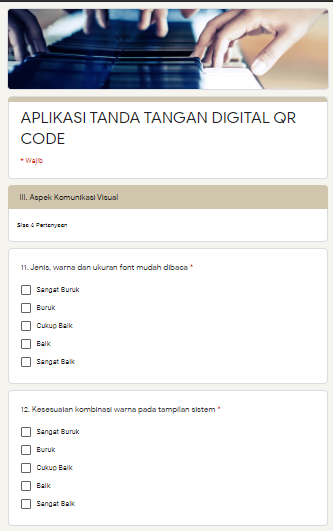 APLIKASI TANDA TANGAN DIGITAL QR
CODE
* Wajib
III. Aspek Komunikasi Visual
Sisa 4 Pertanyaan
11. Jenis, warna dan ukuran font mudah dibaca *
Sangat Buruk
Buruk
Cukup Baik
Baik
Sangat Baik
12. Kesesuaian kombinasi warna pada tampilan sistem *
Sangat Buruk
Buruk
Cukup Baik
Baik
Sangat Baik